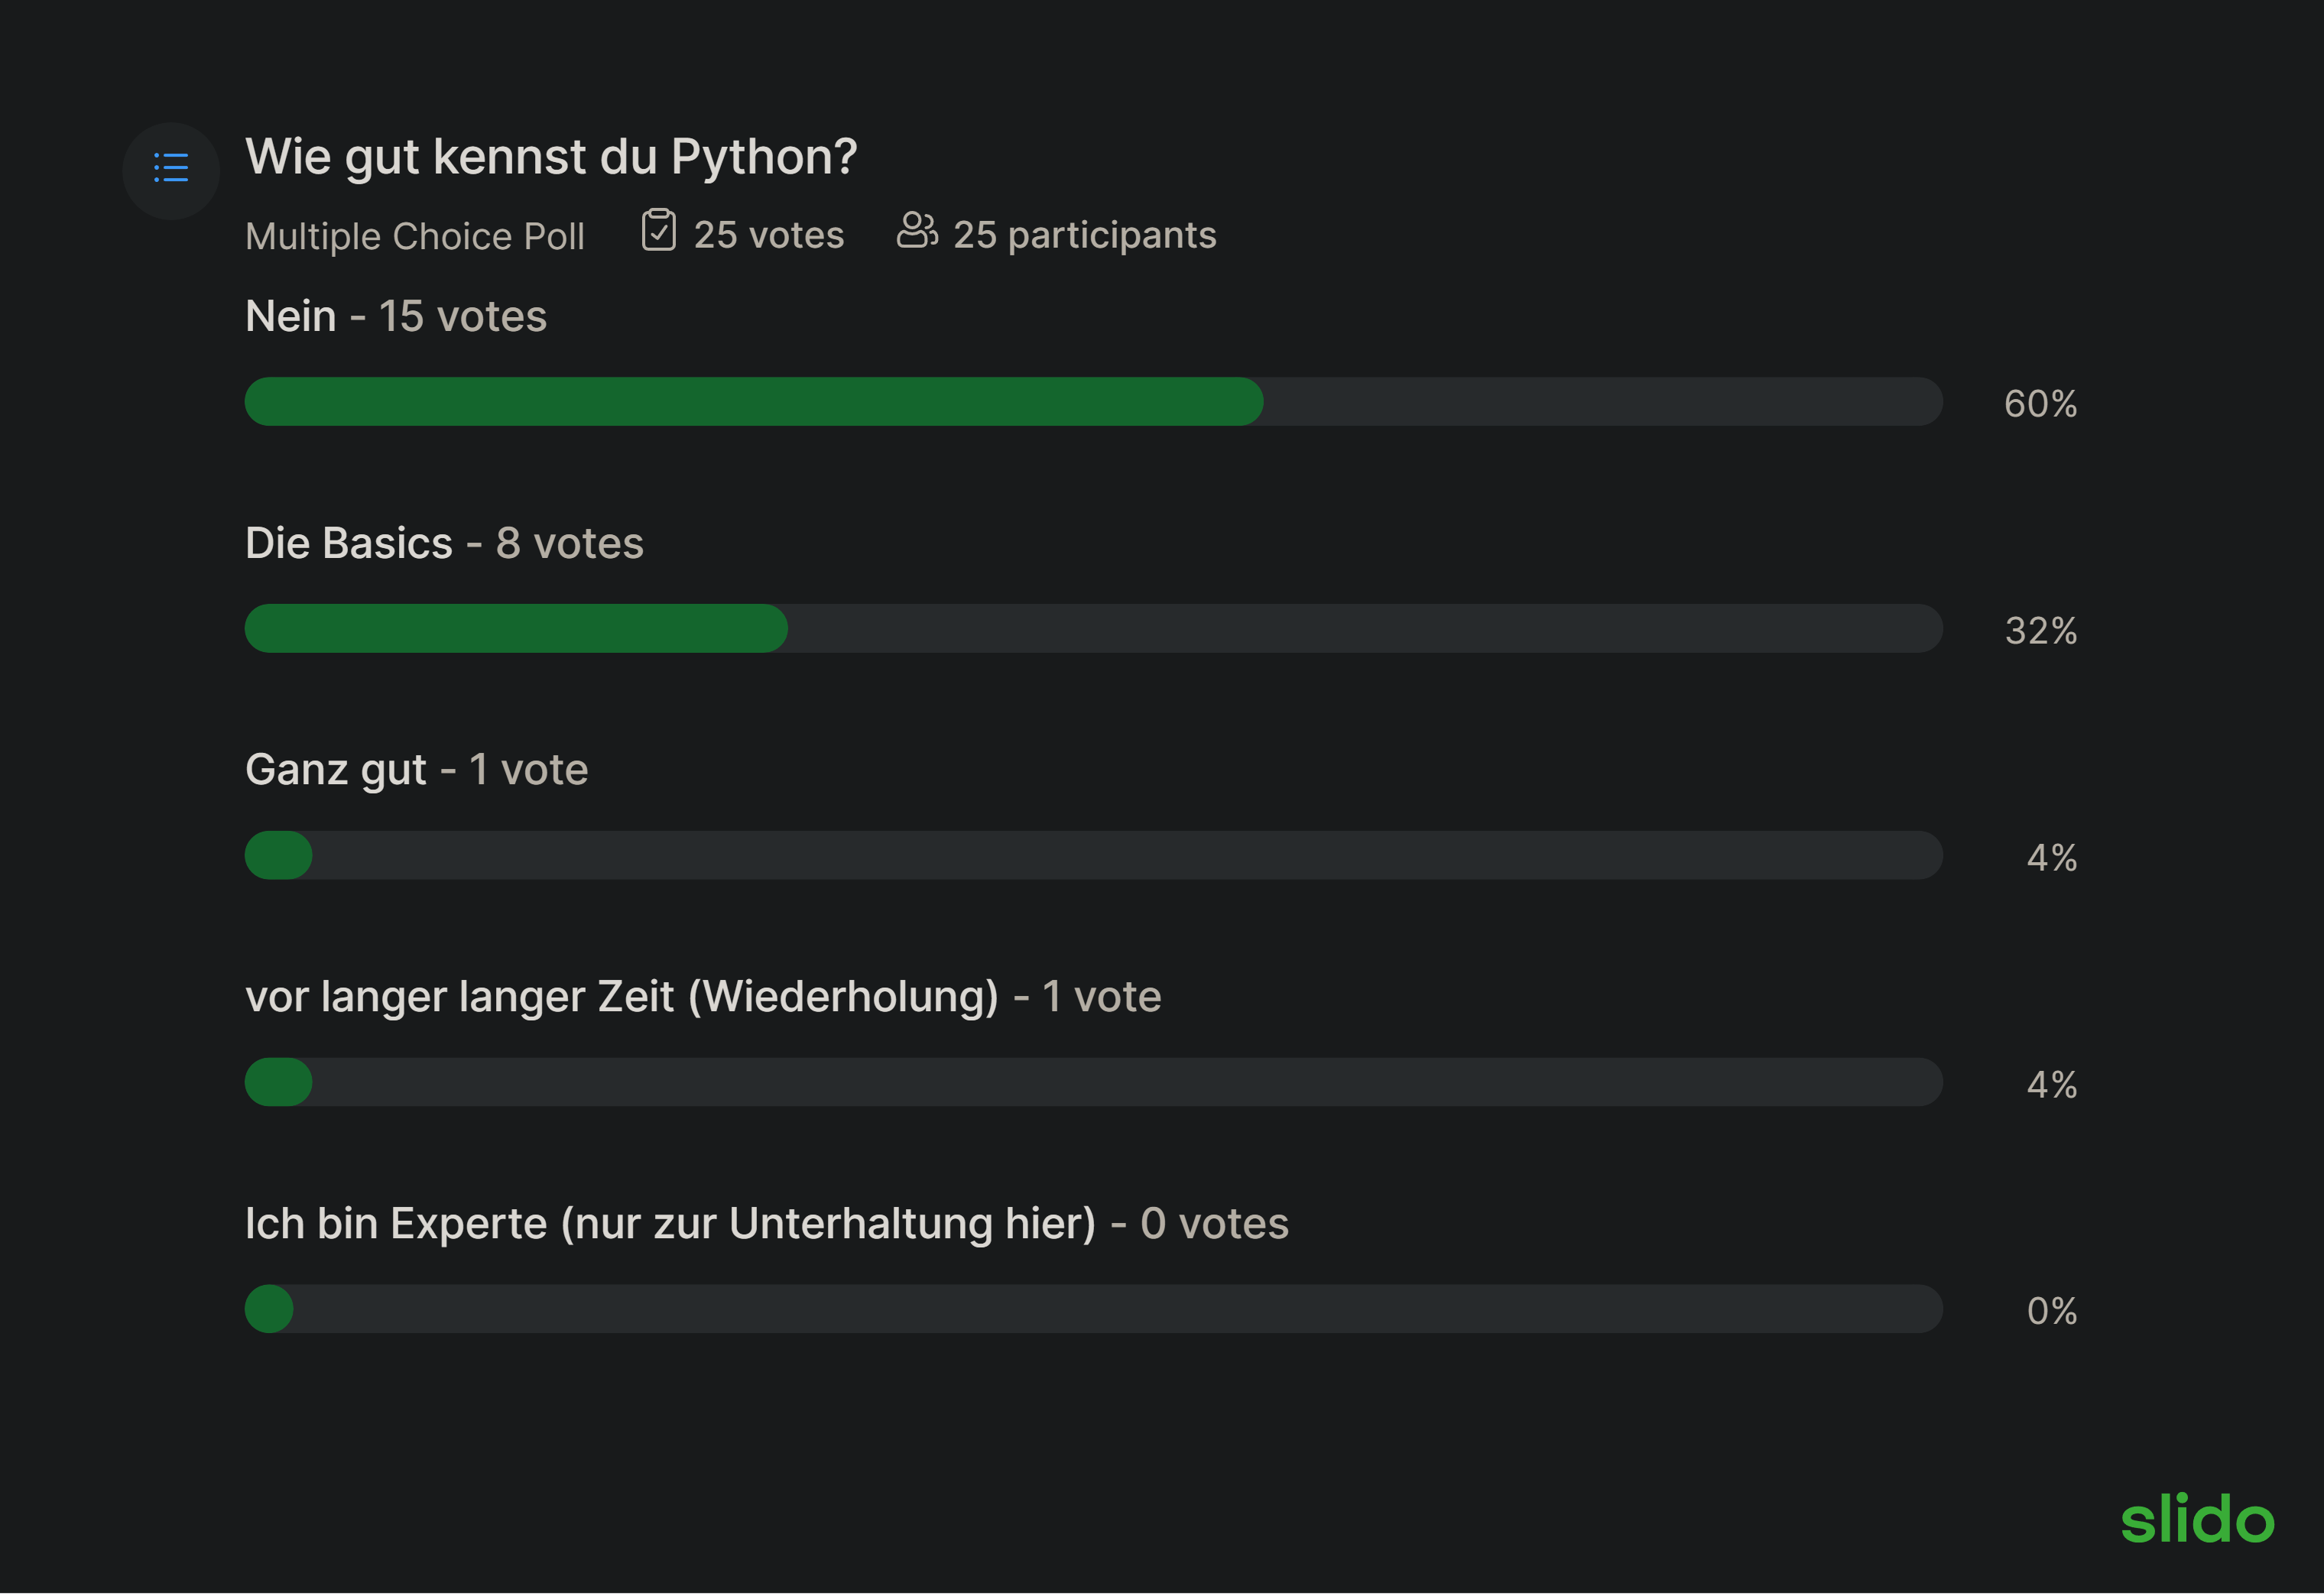 Wie gut kennst du Python?
Multiple Choice Poll 25 votes 25 participants
Nein - 15 votes
60%
Die Basics - 8 votes
32%
Ganz gut - 1 vote
4%
vor langer langer Zeit (Wiederholung) - 1 vote
4%
Ich bin Experte (nur zur Unterhaltung hier) - 0 votes
0%
slido